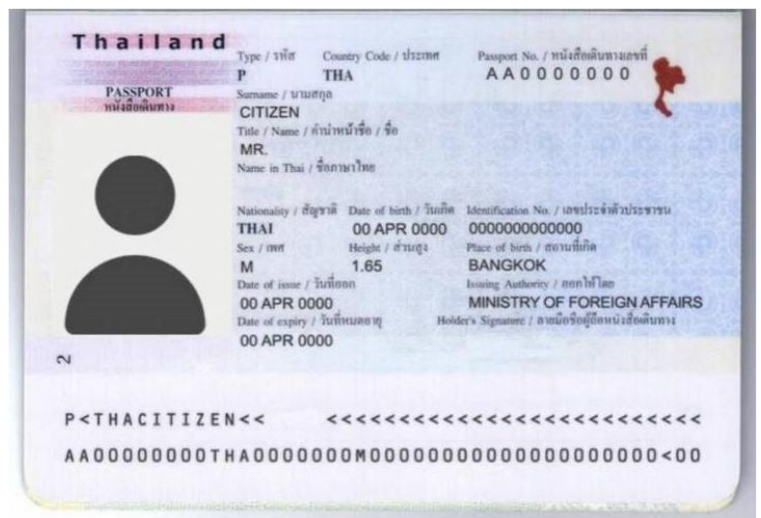 Thailand
PASSPORT
หนังสือเดินทาง
Type / รหัส Country Code / ประเทศ Passport No. / หนังสือเดินทางเลขที่
P THA AA0000000
Surname / นามสกุล
CITIZEN
Title / Name / คำนำหน้าชื่อ / ชื่อ
MR.
Name in Thai / ชื่อภาษาไทย
Nationality / สัญชาติ Date of birth / วันเกิด Identification No. / เลขประจำตัวประชาชน
THAI 00 APR 0000 0000000000000
Sex / เพศ Height / ส่วนสูง Place of birth / สถานที่เกิด
M 1.65 BANGKOK
Date of issue / วันที่ออก Issuing Authority / ออกให้โดย
00 APR 0000 MINISTRY OF FOREIGN AFFAIRS
Date of expiry / วันที่หมดอายุ Holder's Signature / ลายมือชื่อผู้ถือหนังสือเดินทาง
00 APR 0000
2
P<THACITIZEN<< <<<<<<<<<<<<<<<<<<<<<<<<<<
AA00000000THA0000000M00000000000000000000<00